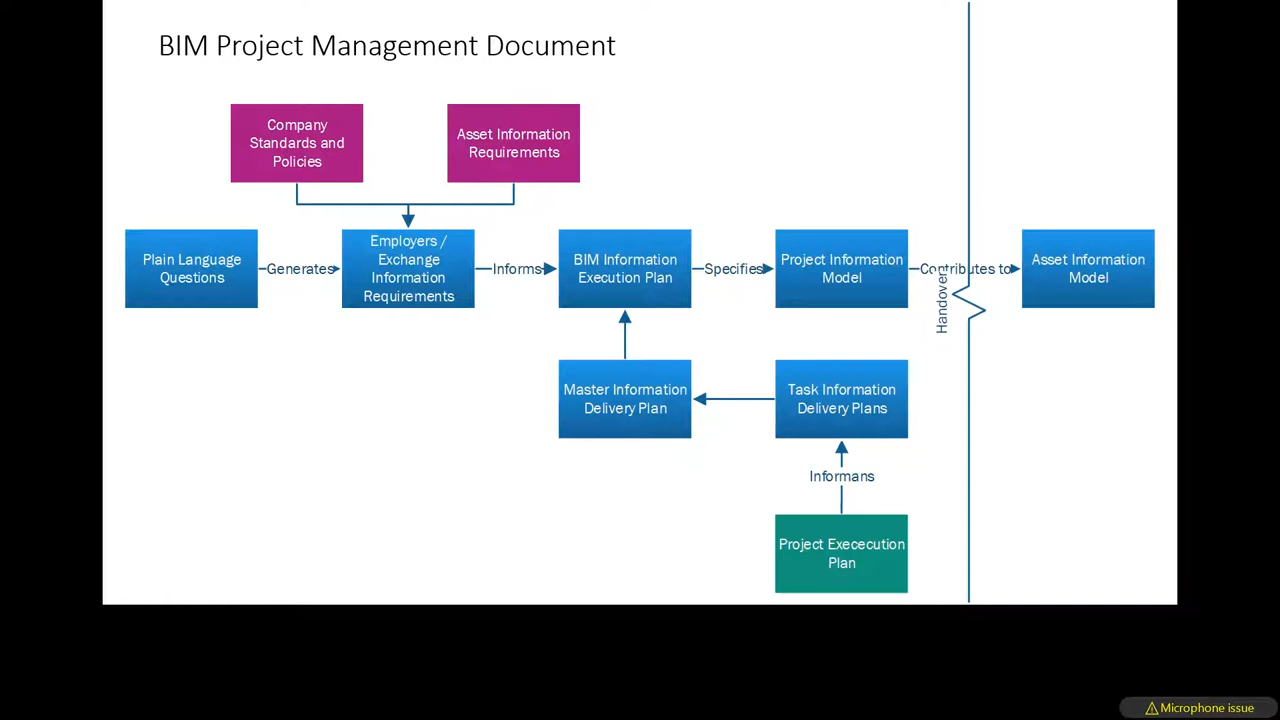 BIM Project Management Document
Company
Standards and
Policies
Asset Information
Requirements
Plain Language
Questions
Generates
Employers /
Exchange
Information
Requirements
Informs
BIM Information
Execution Plan
Specifies
Project Information
Model
Contributes to
Handover
Asset Information
Model
Master Information
Delivery Plan
Task Information
Delivery Plans
Informans
Project Exececution
Plan
Microphone issue